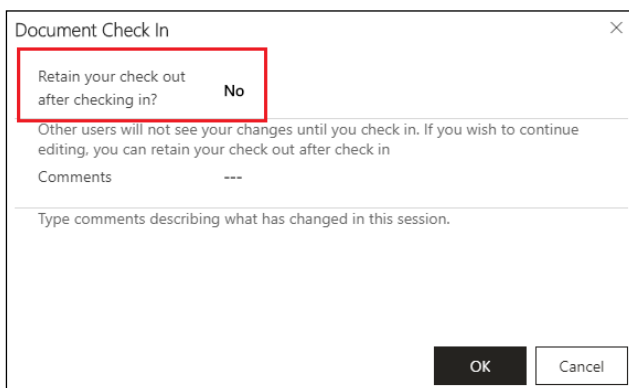 Document Check In
Retain your check out
after checking in?
No
Other users will not see your changes until you check in. If you wish to continue
editing, you can retain your check out after check in
Comments
---
Type comments describing what has changed in this session.
OK
Cancel